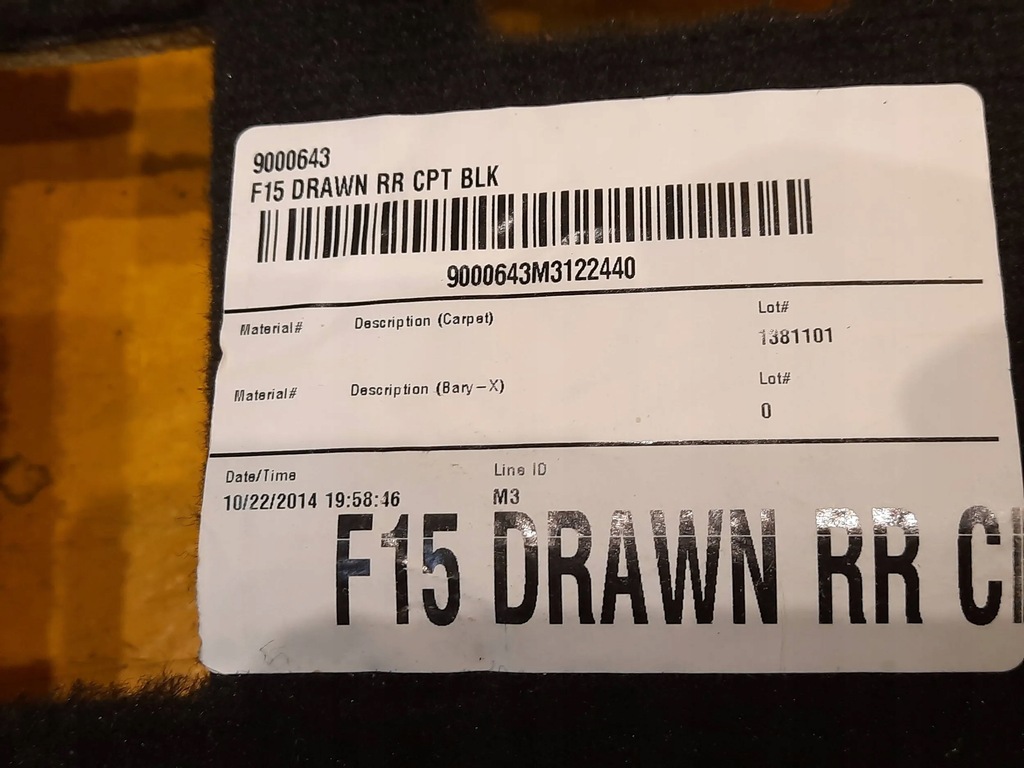 9000643
F15 DRAWN RR CPT BLK
9000643M3122440
Material# Description (Carpet) Lot#
1381101
Material# Description (Bary-X) Lot#
0
Date/Time Line ID
10/22/2014 19:58:46 M3
F15 DRAWN RR